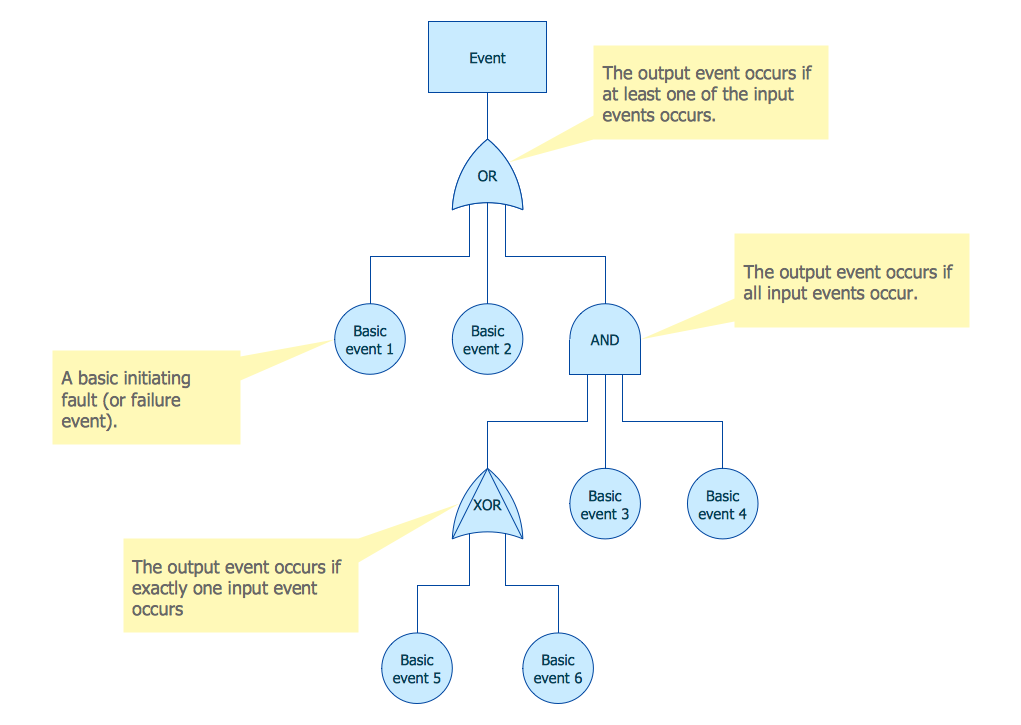 Event
The output event occurs if
at least one of the input
events occurs.
OR
The output event occurs if
all input events occur.
Basic
event 1
Basic
event 2
AND
A basic initiating
fault (or failure
event).
XOR
Basic
event 3
Basic
event 4
The output event occurs if
exactly one input event
occurs
Basic
event 5
Basic
event 6